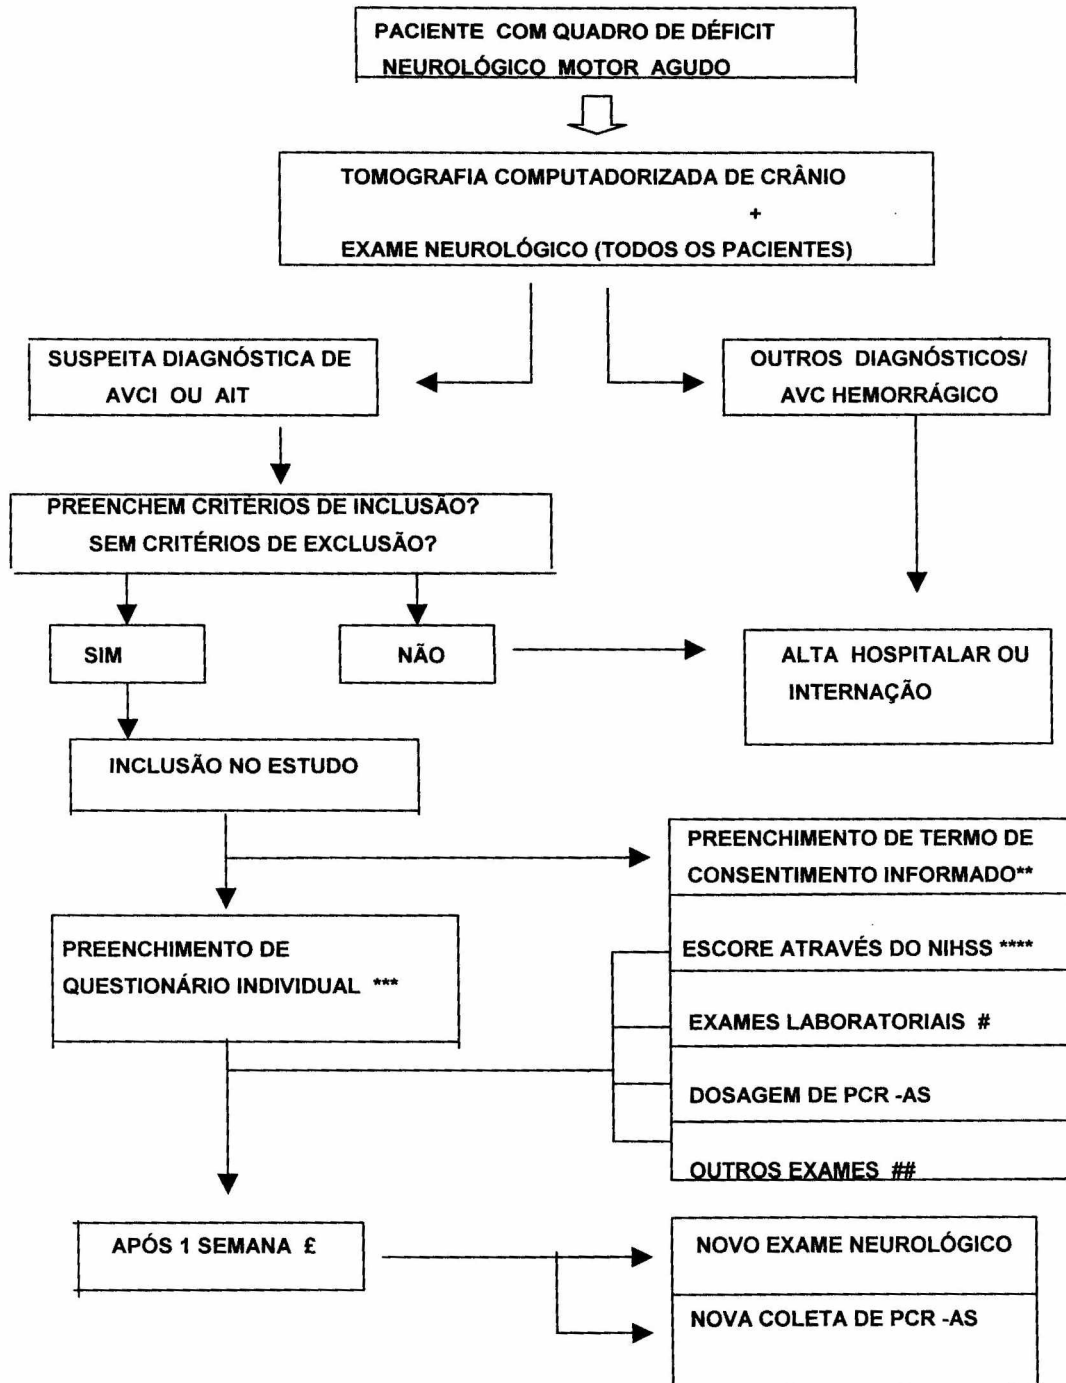 PACIENTE COM QUADRO DE DÉFICIT
NEUROLÓGICO MOTOR AGUDO
TOMOGRAFIA COMPUTADORIZADA DE CRÂNIO
+
EXAME NEUROLÓGICO (TODOS OS PACIENTES)
SUSPEITA DIAGNÓSTICA DE
AVCI OU AIT
OUTROS DIAGNÓSTICOS/
AVC HEMORRÁGICO
PREENCHEM CRITÉRIOS DE INCLUSÃO?
SEM CRITÉRIOS DE EXCLUSÃO?
SIM
NÃO
ALTA HOSPITALAR OU
INTERNAÇÃO
INCLUSÃO NO ESTUDO
PREENCHIMENTO DE TERMO DE
CONSENTIMENTO INFORMADO**
PREENCHIMENTO DE
QUESTIONÁRIO INDIVIDUAL ***
ESCORE ATRAVÉS DO NIHSS ****
EXAMES LABORATORIAIS #
DOSAGEM DE PCR -AS
OUTROS EXAMES ##
APÓS 1 SEMANA £
NOVO EXAME NEUROLÓGICO
NOVA COLETA DE PCR -AS